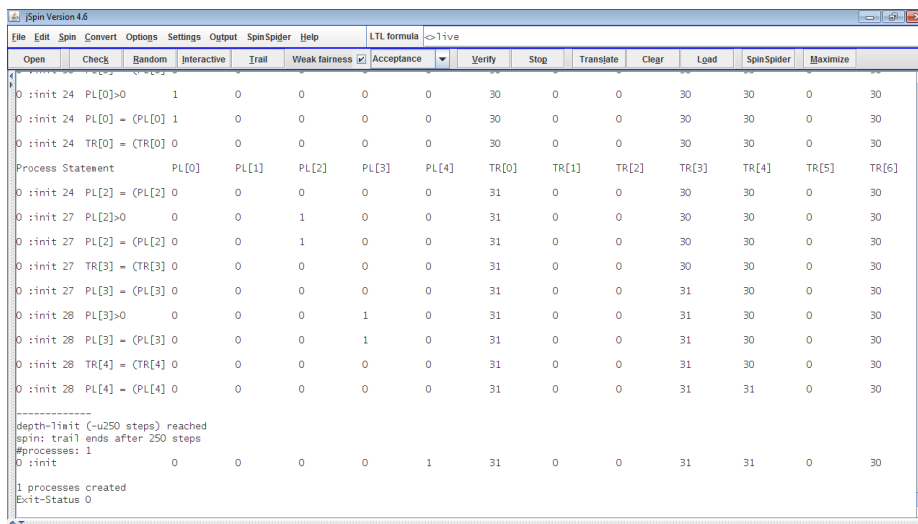 jSpin Version 4.6
File Edit Spin Convert Options Settings Output SpinSpider Help LTL formula <>live
Open Check Random Interactive Trail Weak fairness Acceptance Verify Stop Translate Clear Load SpinSpider Maximize
0 :init 24 PL[0]>0 1 0 0 0 0 30 0 0 30 30 0 30
0 :init 24 PL[0] = (PL[0] 1 0 0 0 0 30 0 0 30 30 0 30
0 :init 24 TR[0] = (TR[0] 0 0 0 0 0 30 0 0 30 30 0 30
Process Statement PL[0] PL[1] PL[2] PL[3] PL[4] TR[0] TR[1] TR[2] TR[3] TR[4] TR[5] TR[6]
0 :init 24 PL[2] = (PL[2] 0 0 0 0 0 31 0 0 30 30 0 30
0 :init 27 PL[2]>0 0 0 1 0 0 31 0 0 30 30 0 30
0 :init 27 PL[2] = (PL[2] 0 0 1 0 0 31 0 0 30 30 0 30
0 :init 27 TR[3] = (TR[3] 0 0 0 0 0 31 0 0 30 30 0 30
0 :init 27 PL[3] = (PL[3] 0 0 0 0 0 31 0 0 31 30 0 30
0 :init 28 PL[3]>0 0 0 0 1 0 31 0 0 31 30 0 30
0 :init 28 PL[3] = (PL[3] 0 0 0 1 0 31 0 0 31 30 0 30
0 :init 28 TR[4] = (TR[4] 0 0 0 0 0 31 0 0 31 30 0 30
0 :init 28 PL[4] = (PL[4] 0 0 0 0 0 31 0 0 31 31 0 30
-------------
depth-limit (-u250 steps) reached
spin: trail ends after 250 steps
#processes: 1
0 :init 0 0 0 0 1 31 0 0 31 31 0 30
1 processes created
Exit-Status 0